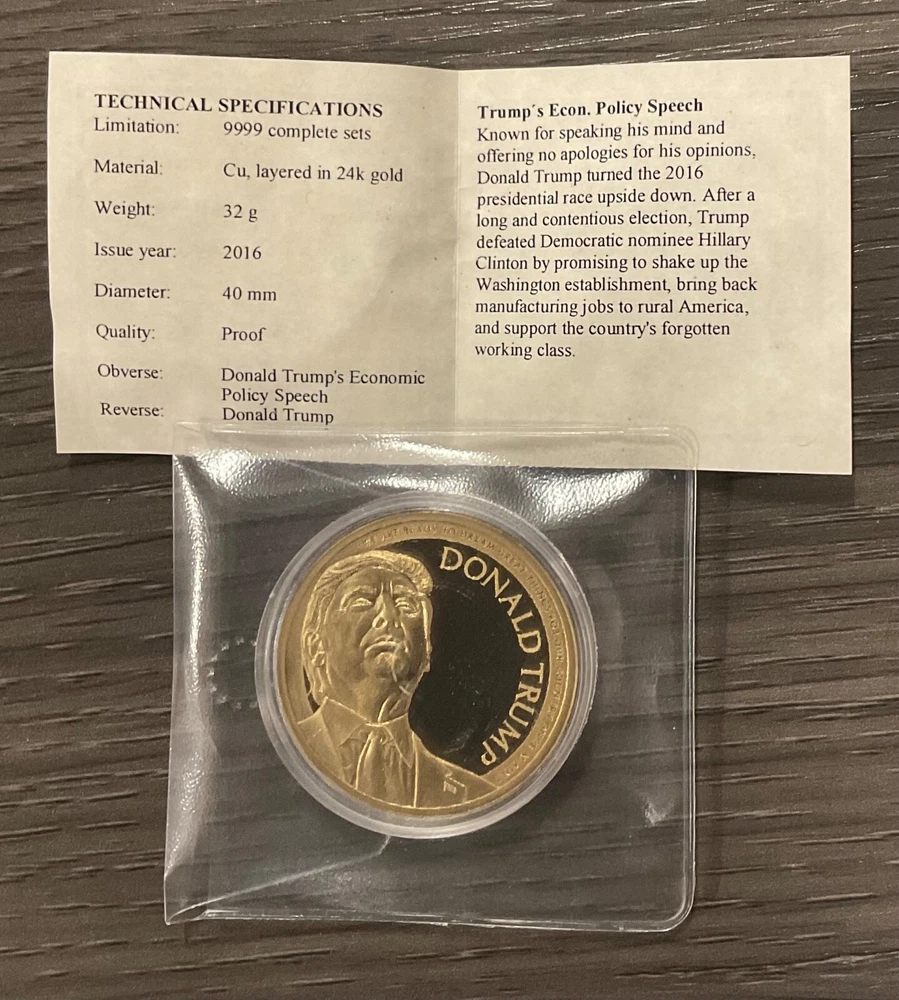 TECHNICAL SPECIFICATIONS
Limitation: 9999 complete sets
Material: Cu, layered in 24k gold
Weight: 32 g
Issue year: 2016
Diameter: 40 mm
Quality: Proof
Obverse: Donald Trump's Economic
Policy Speech
Reverse: Donald Trump
Trump´s Econ. Policy Speech
Known for speaking his mind and
offering no apologies for his opinions,
Donald Trump turned the 2016
presidential race upside down. After a
long and contentious election, Trump
defeated Democratic nominee Hillary
Clinton by promising to shake up the
Washington establishment, bring back
manufacturing jobs to rural America,
and support the country's forgotten
working class.
DONALD TRUMP